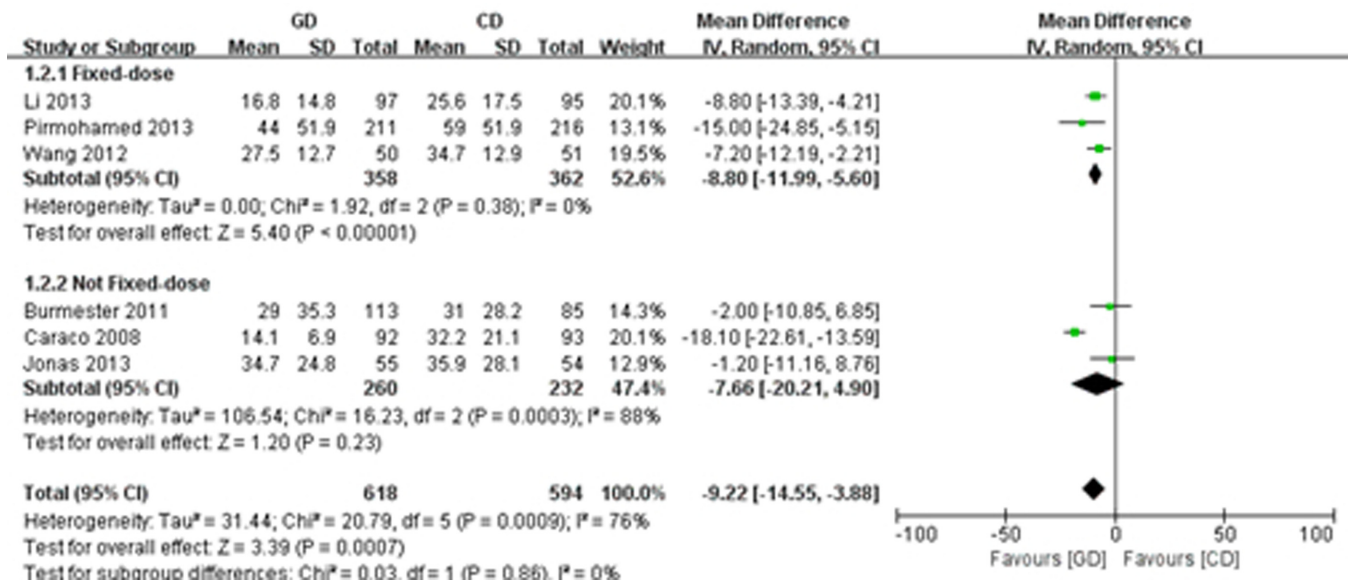 GD CD Mean Difference Mean Difference
Study or Subgroup Mean SD Total Mean SD Total Weight IV, Random, 95% CI IV, Random, 95% CI
1.2.1 Fixed-dose
Li 2013 16.8 14.8 97 25.6 17.5 95 20.1% -8.80 [-13.39, -4.21]
Pirmohamed 2013 44 51.9 211 59 51.9 216 13.1% -15.00 [-24.85, -5.15]
Wang 2012 27.5 12.7 50 34.7 12.9 51 19.5% -7.20 [-12.19, -2.21]
Subtotal (95% CI) 358 362 52.6% -8.80 [-11.99, -5.60]
Heterogeneity: Tau² = 0.00; Chi² = 1.92, df = 2 (P = 0.38); I² = 0%
Test for overall effect: Z = 5.40 (P < 0.00001)
1.2.2 Not Fixed-dose
Burmester 2011 29 35.3 113 31 28.2 85 14.3% -2.00 [-10.85, 6.85]
Caraco 2008 14.1 6.9 92 32.2 21.1 93 20.1% -18.10 [-22.61, -13.59]
Jonas 2013 34.7 24.8 55 35.9 28.1 54 12.9% -1.20 [-11.16, 8.76]
Subtotal (95% CI) 260 232 47.4% -7.66 [-20.21, 4.90]
Heterogeneity: Tau² = 106.54; Chi² = 16.23, df = 2 (P = 0.0003); I² = 88%
Test for overall effect: Z = 1.20 (P = 0.23)
Total (95% CI) 618 594 100.0% -9.22 [-14.55, -3.88]
Heterogeneity: Tau² = 31.44; Chi² = 20.79, df = 5 (P = 0.0009); I² = 76%
Test for overall effect: Z = 3.39 (P = 0.0007)
Test for subgroup differences: Chi² = 0.03, df = 1 (P = 0.86), I² = 0%
-100 -50 0 50 100
Favours [GD] Favours [CD]